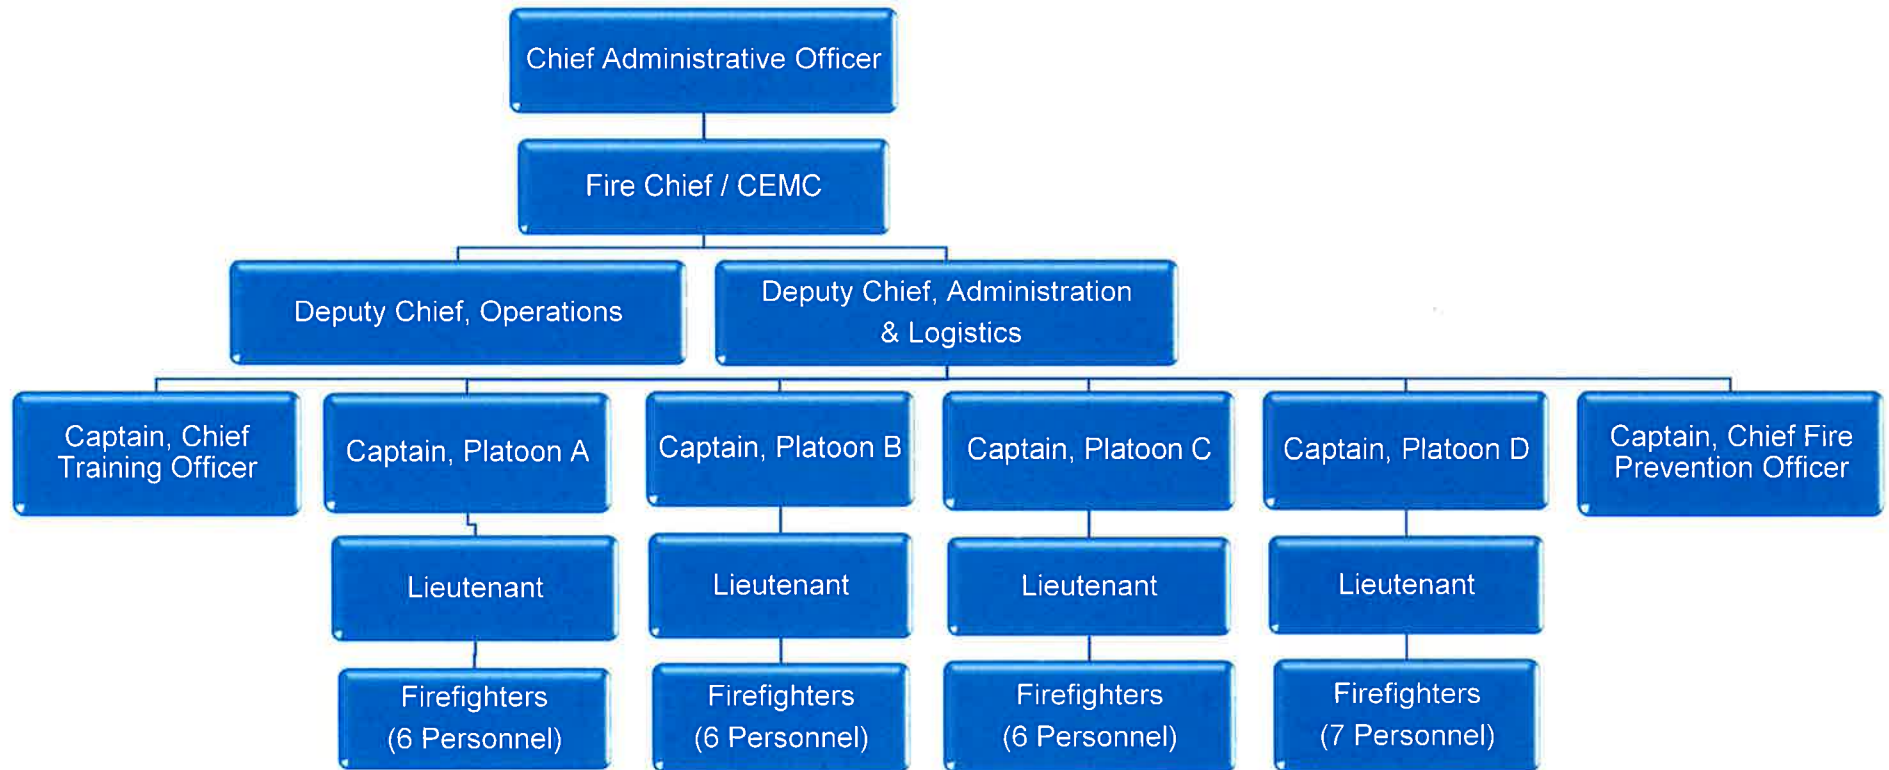 Chief Administrative Officer
Fire Chief / CEMC
Deputy Chief, Operations
Deputy Chief, Administration
& Logistics
Captain, Chief
Training Officer
Captain, Platoon A
Captain, Platoon B
Captain, Platoon C
Captain, Platoon D
Captain, Chief Fire
Prevention Officer
Lieutenant
Lieutenant
Lieutenant
Lieutenant
Firefighters
(6 Personnel)
Firefighters
(6 Personnel)
Firefighters
(6 Personnel)
Firefighters
(7 Personnel)